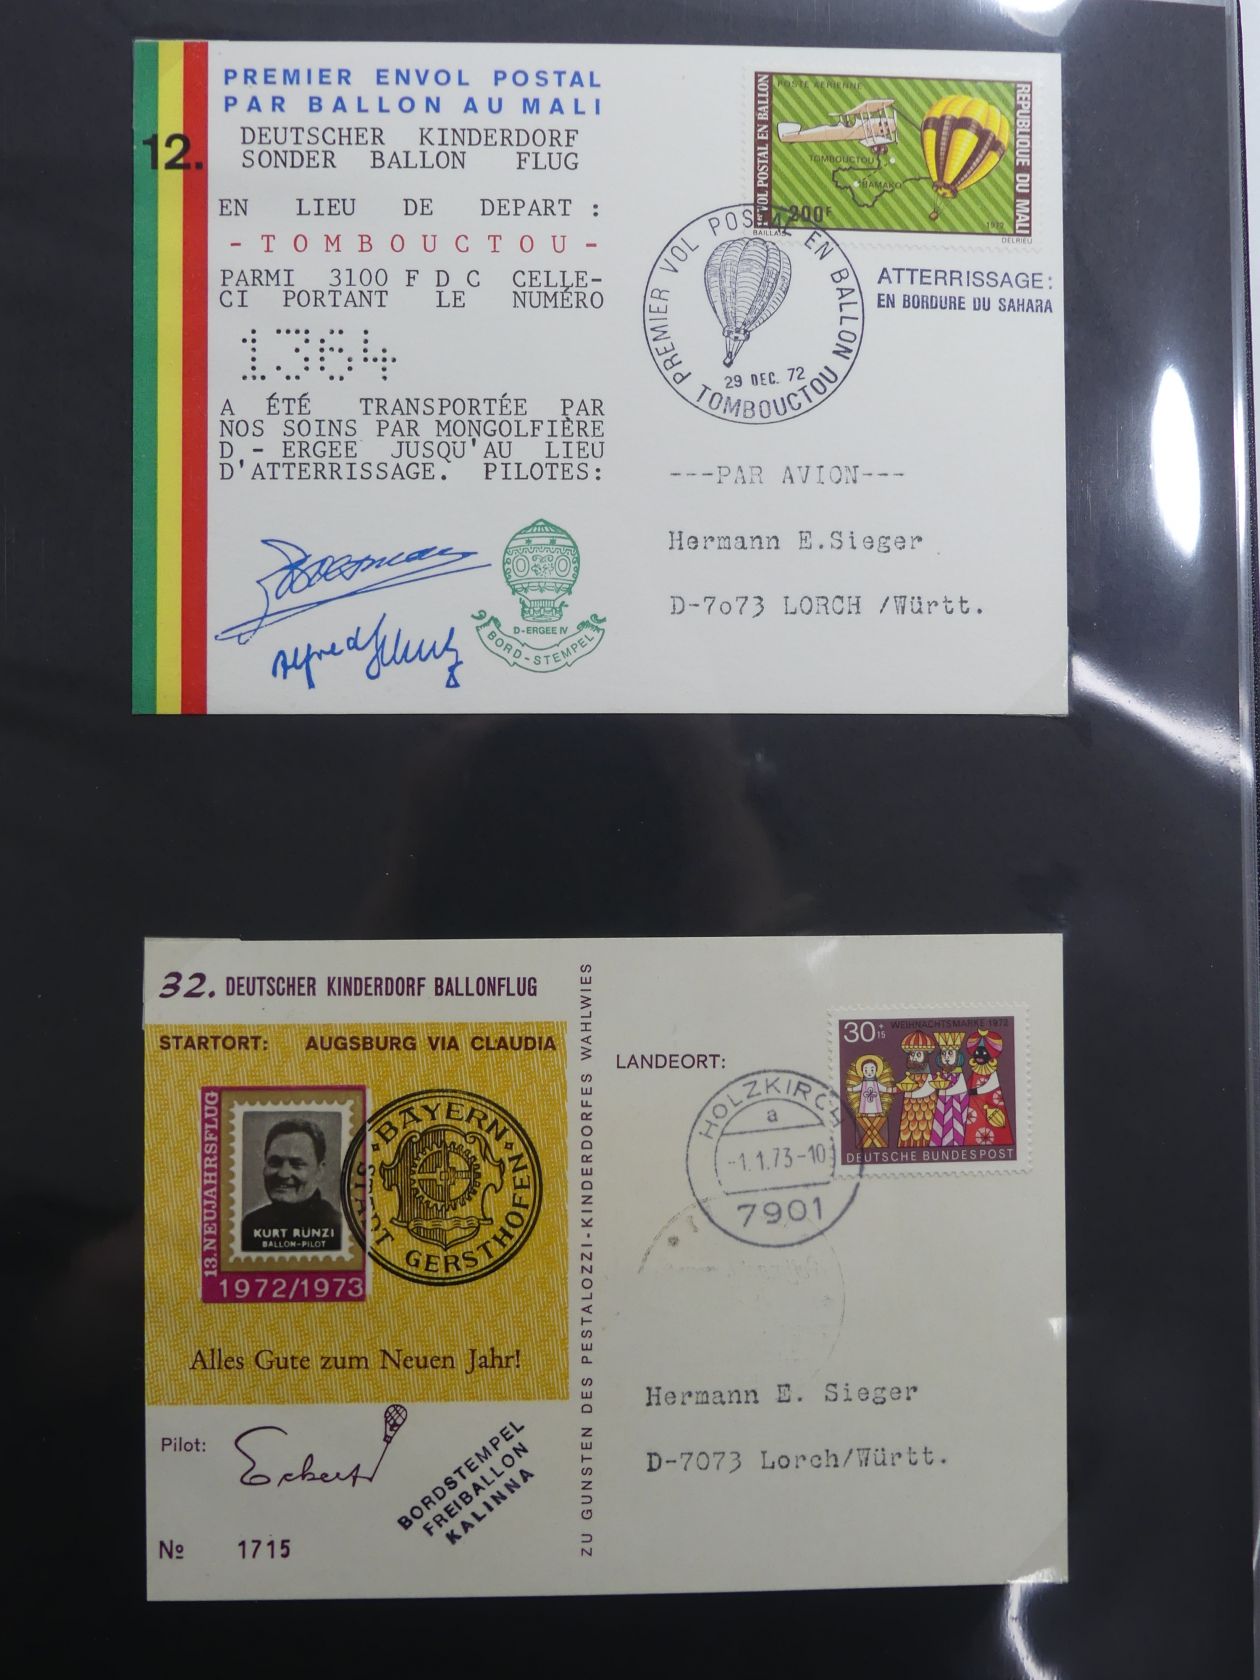 PREMIER ENVOL POSTAL
PAR BALLON AU MALI
12.
DEUTSCHER KINDERDORF
SONDER BALLON FLUG
EN LIEU DE DEPART :
-TOMBOUCTOU-
PARMI 3100 F D C CELLE-
CI PORTANT LE NUMÉRO
1364
A ÉTÉ TRANSPORTÉE PAR
NOS SOINS PAR MONGOLFIÈRE
D - ERGEE JUSQU'AU LIEU
D'ATTERRISSAGE. PILOTES:
D-ERGEE IV
BORD-STEMPEL
1ER VOL POSTAL EN BALLON
POSTE AERIENNE
REPUBLIQUE DU MALI
TOMBOUCTOU
BAMAKO
200F
1972
BAILLAIS
DELRIEU
PREMIER VOL POSTAL EN BALLON
29 DEC. 72
TOMBOUCTOU
ATTERRISSAGE:
EN BORDURE DU SAHARA
---PAR AVION---
Hermann E.Sieger
D-7o73 LORCH /Württ.
32. DEUTSCHER KINDERDORF BALLONFLUG
STARTORT: AUGSBURG VIA CLAUDIA
13.NEUJAHRSFLUG
KURT RÜNZI
BALLON-PILOT
1972/1973
BAYERN
GERSTHOFEN
Alles Gute zum Neuen Jahr!
Pilot:
Eckert
BORDSTEMPEL
FREIBALLON
KALINNA
№ 1715
ZU GUNSTEN DES PESTALOZZI-KINDERDORFES WAHLWIES
LANDEORT:
30+15
WEIHNACHTSMARKE 1972
DEUTSCHE BUNDESPOST
HOLZKIRCH
a
-1.1.73-10
7901
Hermann E. Sieger
D-7073 Lorch/Württ.